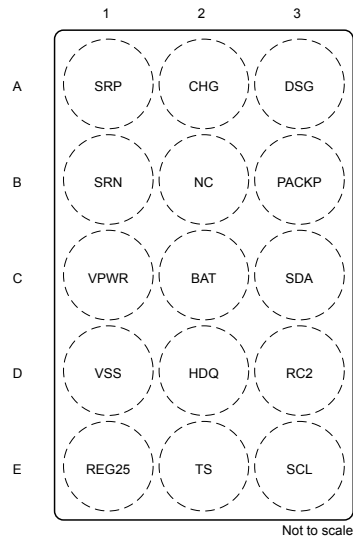 1 2 3
A SRP CHG DSG
B SRN NC PACKP
C VPWR BAT SDA
D VSS HDQ RC2
E REG25 TS SCL
Not to scale